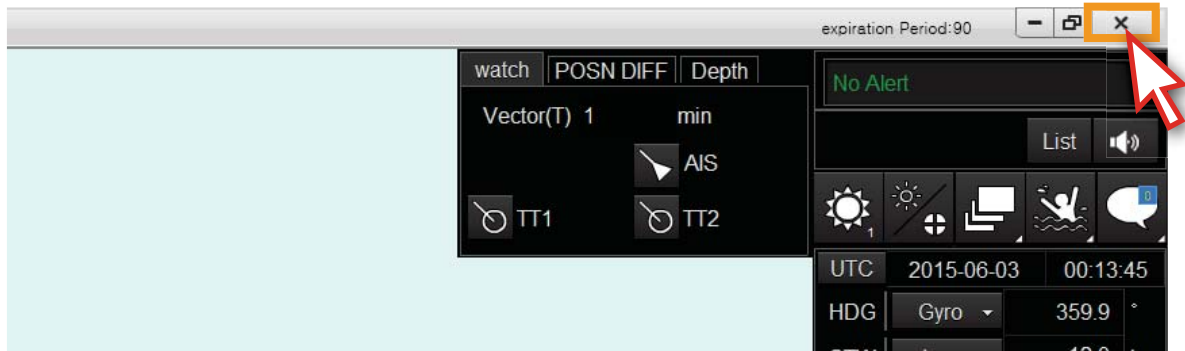 expiration Period:90
watch POSN DIFF Depth
No Alert
Vector(T) 1 min
List
AIS
TT1 TT2
1
0
UTC 2015-06-03 00:13:45
HDG Gyro 359.9 °